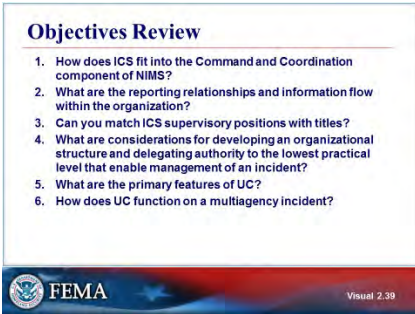 Objectives Review
1. How does ICS fit into the Command and Coordination
component of NIMS?
2. What are the reporting relationships and information flow
within the organization?
3. Can you match ICS supervisory positions with titles?
4. What are considerations for developing an organizational
structure and delegating authority to the lowest practical
level that enable management of an incident?
5. What are the primary features of UC?
6. How does UC function on a multiagency incident?
FEMA
Visual 2.39